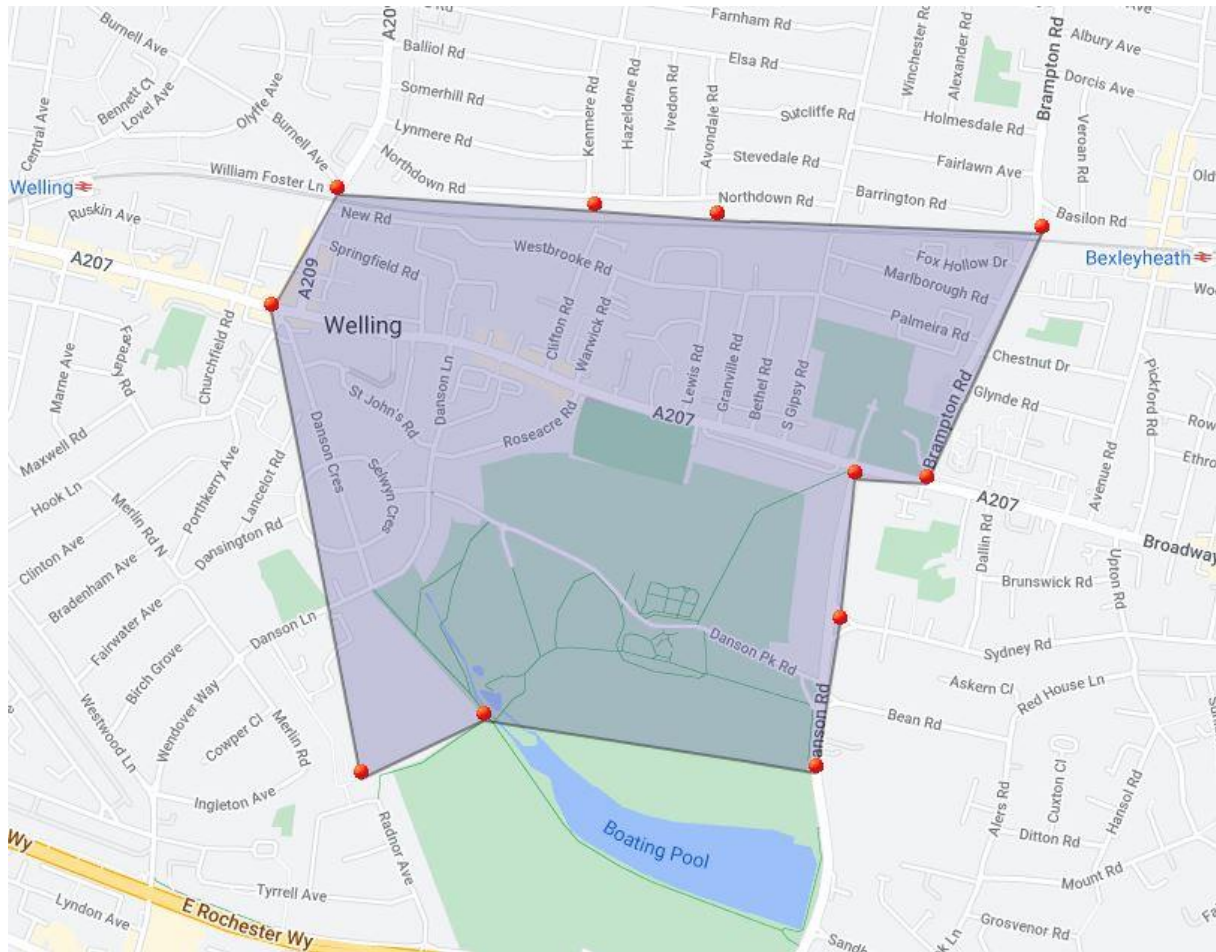 Burnell Ave
Farnham Rd
Winchester Rd
Alexander Rd
Brampton Rd
Albury Ave
Balliol Rd
Elsa Rd
Dorcis Ave
Bennett Cl
Lovel Ave
Olyffe Ave
Burnell Ave
Somerhill Rd
Kenmere Rd
Hazeldene Rd
Ivedon Rd
Avondale Rd
Sutcliffe Rd
Holmesdale Rd
Veroan Rd
Central Ave
Lynmere Rd
Northdown Rd
Stevedale Rd
Fairlawn Ave
Welling
William Foster Ln
Northdown Rd
Barrington Rd
Basilon Rd
Ruskin Ave
New Rd
Westbrooke Rd
Fox Hollow Dr
Bexleyheath
A207
A209
Springfield Rd
Marlborough Rd
Welling
Clifton Rd
Warwick Rd
Palmeira Rd
Churchfield Rd
Faraday Rd
Marne Ave
Danson Ln
Lewis Rd
Granville Rd
Bethel Rd
S Gipsy Rd
Chestnut Dr
Pickford Rd
St John's Rd
Roseacre Rd
A207
Brampton Rd
Glynde Rd
Maxwell Rd
Danson Cres
Selwyn Cres
Avenue Rd
Hook Ln
Merlin Rd N
Porthkerry Ave
Lancelot Rd
A207
Dansington Rd
Dallin Rd
Broadway
Clinton Ave
Bradenham Ave
Brunswick Rd
Upton Rd
Fairwater Ave
Danson Ln
Birch Grove
Danson Pk Rd
Sydney Rd
Wendover Way
Askern Cl
Red House Ln
Westwood Ln
Cowper Cl
Merlin Rd
Bean Rd
Ingleton Ave
Radnor Ave
Boating Pool
Alers Rd
Cuxton Cl
Hansol Rd
Ditton Rd
Mount Rd
Tyrrell Ave
E Rochester Wy
Lyndon Ave
Grosvenor Rd